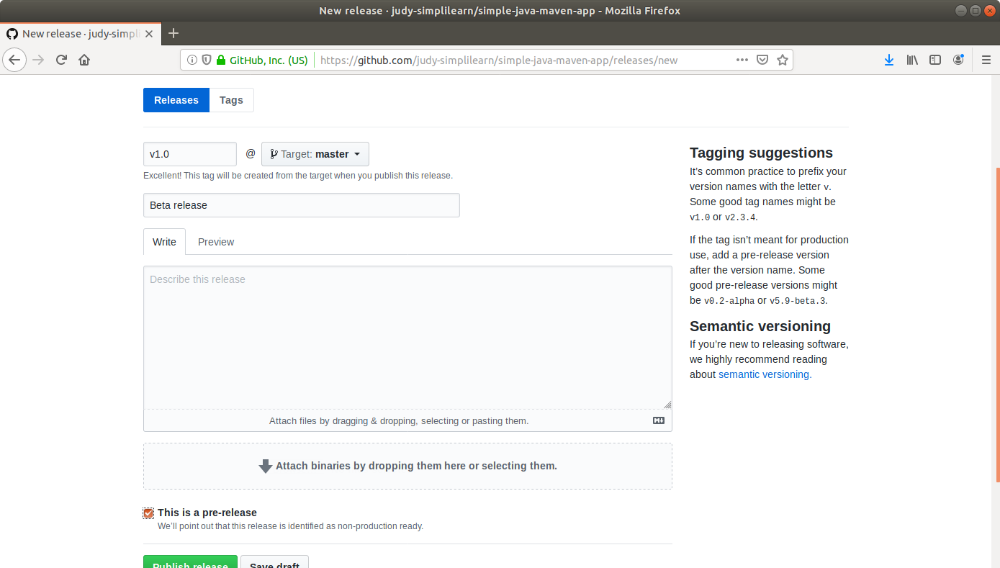 New release · judy-simplilearn/simple-java-maven-app - Mozilla Firefox
New release · judy-simpli
GitHub, Inc. (US) https://github.com/judy-simplilearn/simple-java-maven-app/releases/new
Releases Tags
v1.0 @ Target: master
Excellent! This tag will be created from the target when you publish this release.
Beta release
Write Preview
Describe this release
Attach files by dragging & dropping, selecting or pasting them.
Attach binaries by dropping them here or selecting them.
This is a pre-release
We'll point out that this release is identified as non-production ready.
Publish release Save draft
Tagging suggestions
It's common practice to prefix your
version names with the letter v.
Some good tag names might be
v1.0 or v2.3.4.
If the tag isn't meant for production
use, add a pre-release version
after the version name. Some
good pre-release versions might
be v0.2-alpha or v5.9-beta.3.
Semantic versioning
If you're new to releasing software,
we highly recommend reading
about semantic versioning.